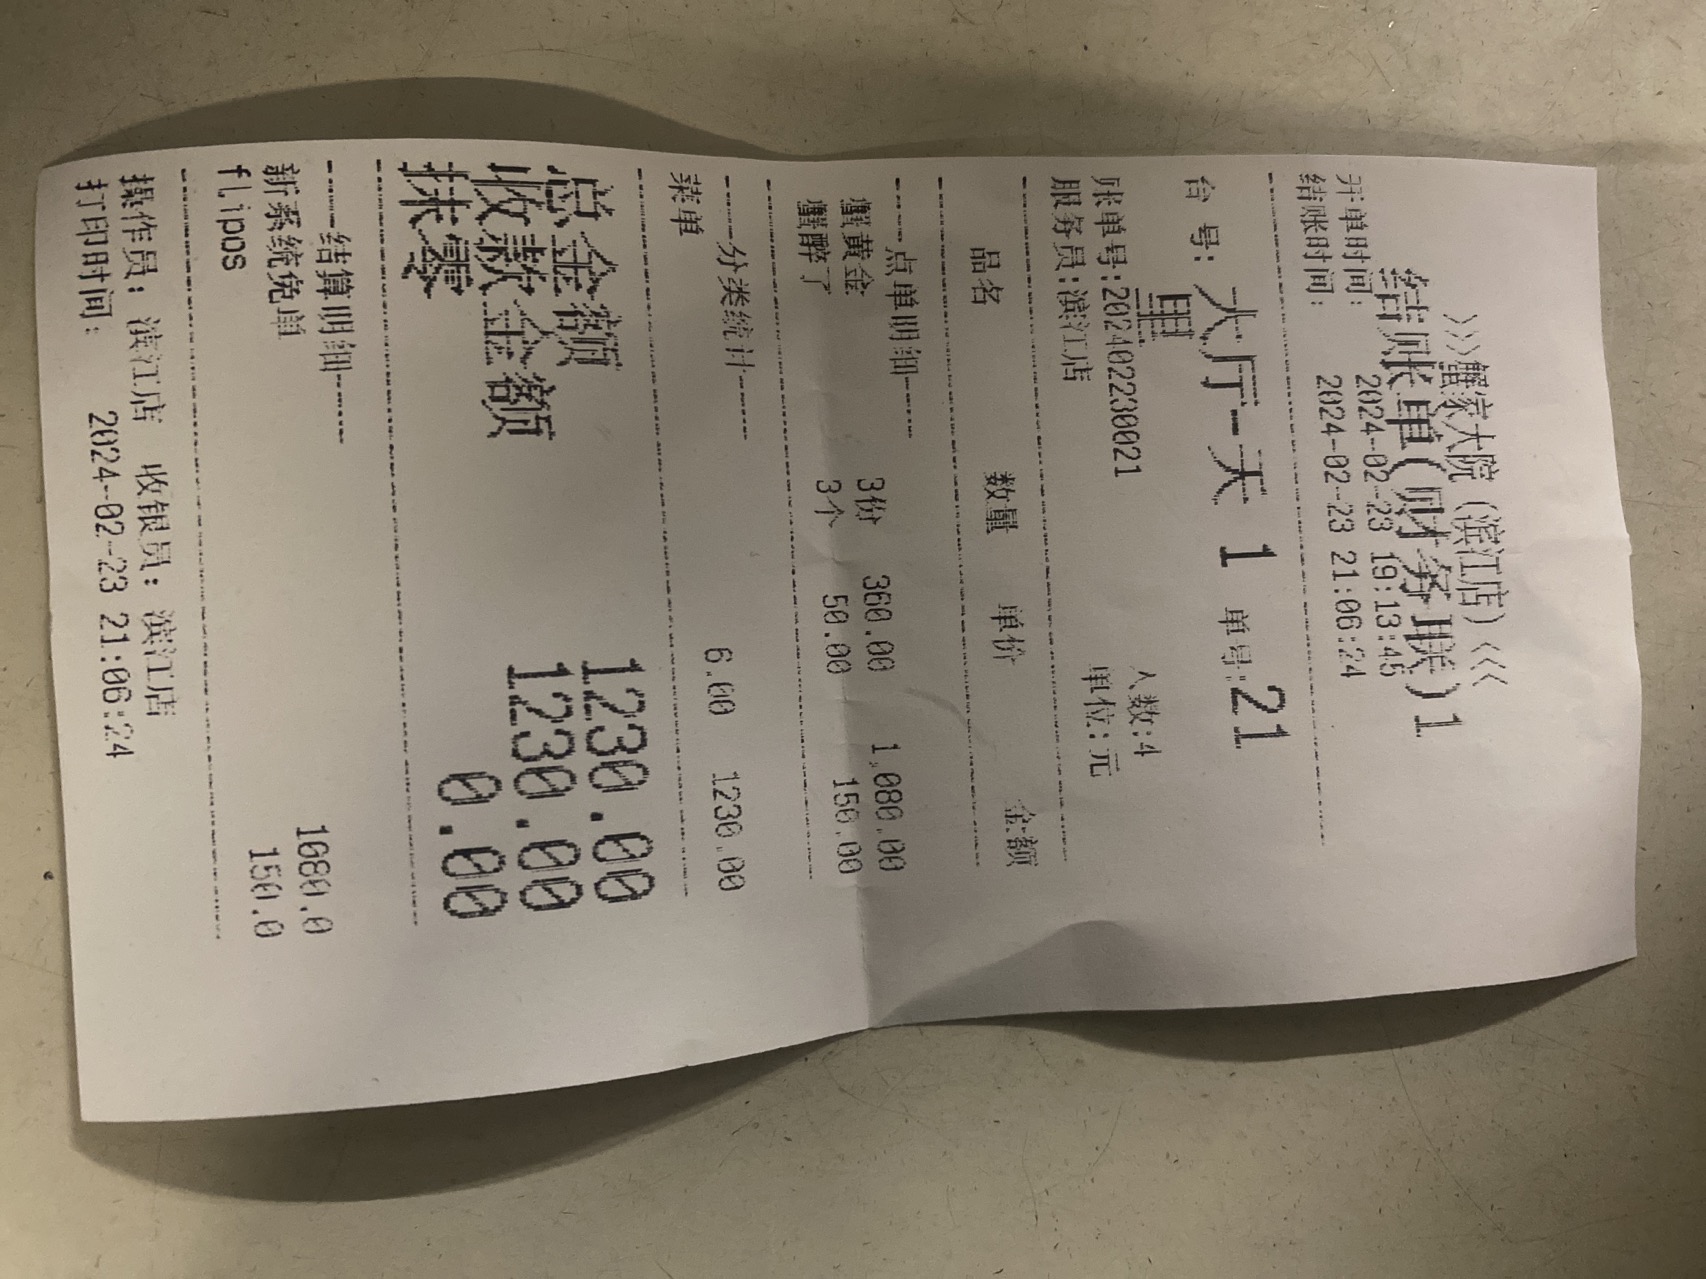 >>>蟹家大院(滨江店)<<<
结账单(财务联)1
开单时间: 2024-02-23 19:13:45
结账时间: 2024-02-23 21:06:24
台 号: 大厅-天 1 单号:21
里
人数:4
账单号:202402230021
单位:元
服务员:滨江店
品名 数量 单价 金额
----点单明细----
蟹黄金 3份 360.00 1,080.00
蟹醉了 3个 50.00 150.00
----分类统计----
菜单 6.00 1230.00
总金额 1230.00
收款金额 1230.00
抹零 0.00
----结算明细----
新系统免单 1080.0
flipos 150.0
操作员: 滨江店 收银员: 滨江店
打印时间: 2024-02-23 21:06:24